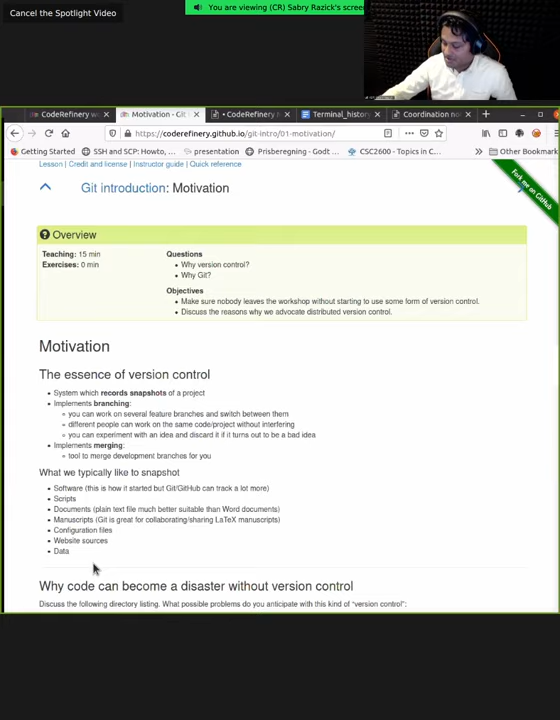 Cancel the Spotlight Video
You are viewing (CR) Sabry Razick's screen
CodeRefinery w
Motivation - Git
• CodeRefinery
Terminal_history
Coordination no
https://coderefinery.github.io/git-intro/01-motivation/
Getting Started
SSH and SCP: Howto, ...
presentation
Prisberegning - Godt ...
CSC2600 - Topics in C...
Other Bookmark
Lesson | Credit and license | Instructor guide | Quick reference
Fork me on GitHub
Git introduction: Motivation
Overview
Teaching: 15 min
Exercises: 0 min
Questions
• Why version control?
• Why Git?
Objectives
• Make sure nobody leaves the workshop without starting to use some form of version control.
• Discuss the reasons why we advocate distributed version control.
Motivation
The essence of version control
• System which records snapshots of a project
• Implements branching:
you can work on several feature branches and switch between them
different people can work on the same code/project without interfering
you can experiment with an idea and discard it if it turns out to be a bad idea
• Implements merging:
tool to merge development branches for you
What we typically like to snapshot
• Software (this is how it started but Git/GitHub can track a lot more)
• Scripts
• Documents (plain text file much better suitable than Word documents)
• Manuscripts (Git is great for collaborating/sharing LaTeX manuscripts)
• Configuration files
• Website sources
• Data
Why code can become a disaster without version control
Discuss the following directory listing. What possible problems do you anticipate with this kind of "version control":